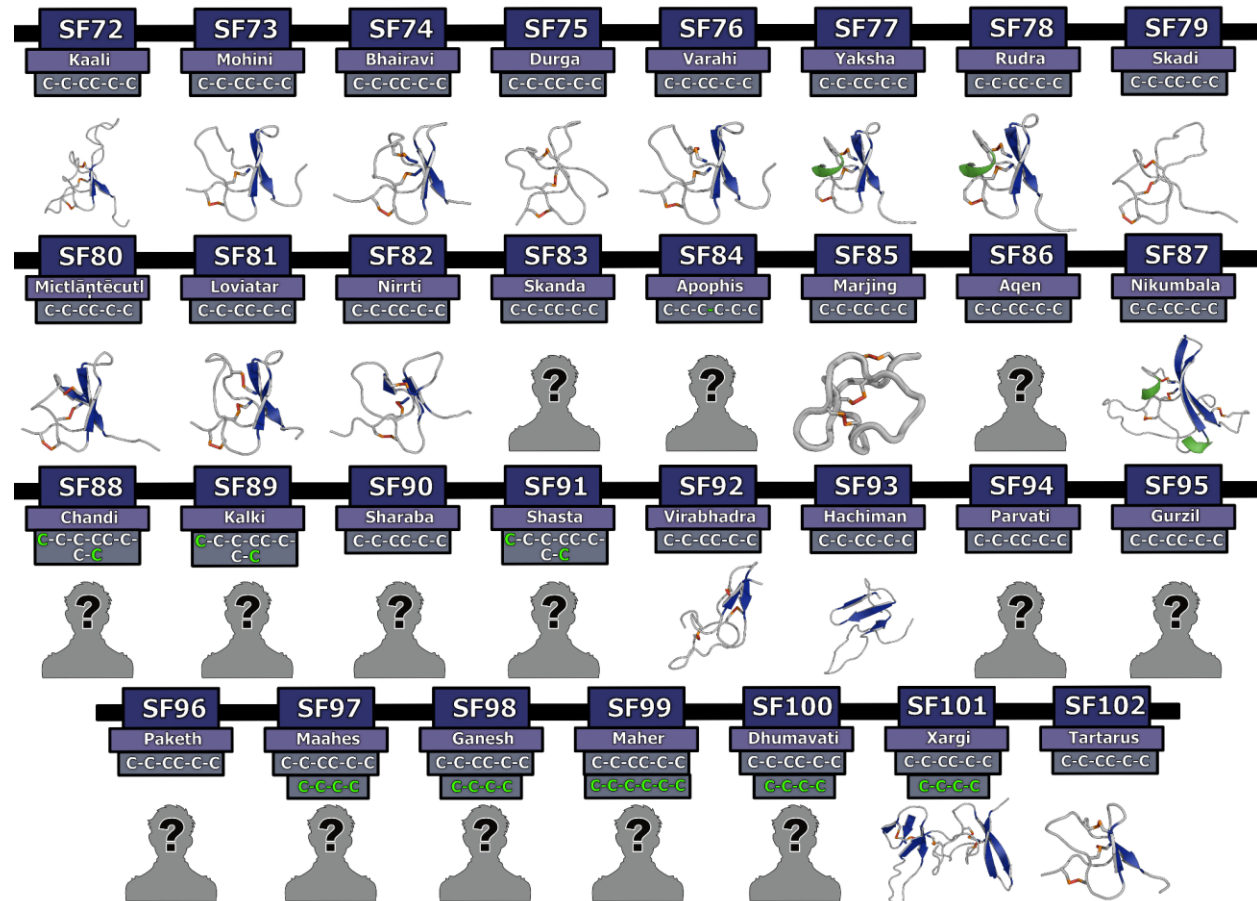 SF72 SF73 SF74 SF75 SF76 SF77 SF78 SF79
Kaali Mohini Bhairavi Durga Varahi Yaksha Rudra Skadi
C-C-CC-C-C C-C-CC-C-C C-C-CC-C-C C-C-CC-C-C C-C-CC-C-C C-C-CC-C-C C-C-CC-C-C C-C-CC-C-C
SF80 SF81 SF82 SF83 SF84 SF85 SF86 SF87
Mictlāņtēcutl Loviatar Nirrti Skanda Apophis Marjing Aqen Nikumbala
C-C-CC-C-C C-C-CC-C-C C-C-CC-C-C C-C-CC-C-C C-C-C-C-C-C C-C-CC-C-C C-C-CC-C-C C-C-CC-C-C
? ? ?
SF88 SF89 SF90 SF91 SF92 SF93 SF94 SF95
Chandi Kalki Sharaba Shasta Virabhadra Hachiman Parvati Gurzil
C-C-C-CC-C- C-C-C-CC-C- C-C-CC-C-C C-C-C-CC-C- C-C-CC-C-C C-C-CC-C-C C-C-CC-C-C C-C-CC-C-C
C-C C-C C-C
? ? ? ? ? ?
SF96 SF97 SF98 SF99 SF100 SF101 SF102
Paketh Maahes Ganesh Maher Dhumavati Xargi Tartarus
C-C-CC-C-C C-C-CC-C-C C-C-CC-C-C C-C-CC-C-C C-C-CC-C-C C-C-CC-C-C C-C-CC-C-C
C-C-C-C C-C-C-C C-C-C-C-C-C C-C-C-C C-C-C-C
? ? ? ? ?